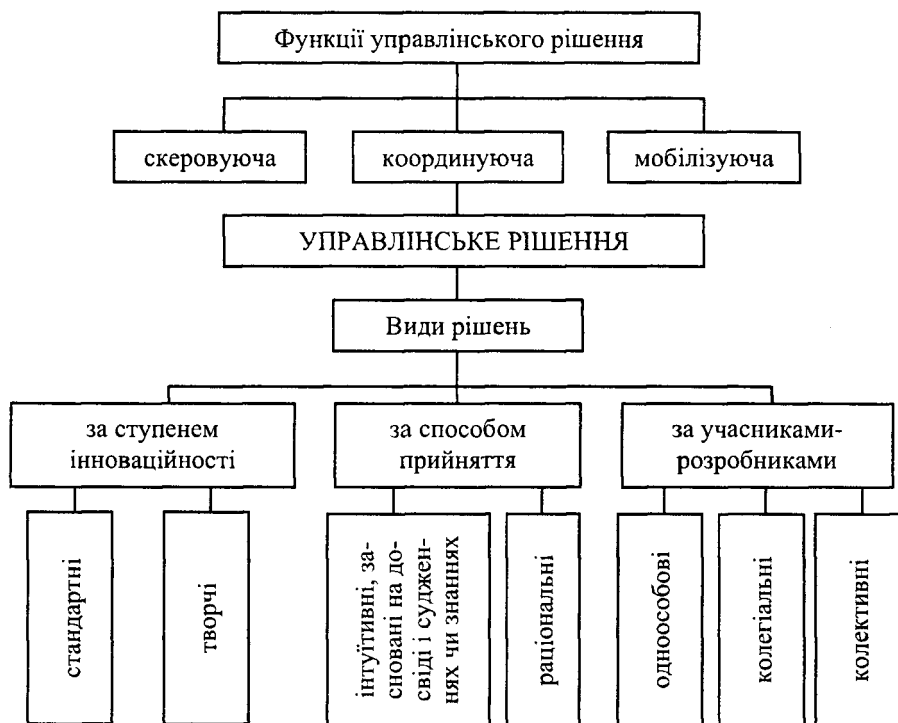 Функції управлінського рішення
скеровуюча
координуюча
мобілізуюча
УПРАВЛІНСЬКЕ РІШЕННЯ
Види рішень
за ступенем
інноваційності
за способом
прийняття
за учасниками-
розробниками
стандартні
творчі
інтуїтивні, за-
сновані на до-
свіді і суджен-
нях чи знаннях
раціональні
одноособові
колегіальні
колективні